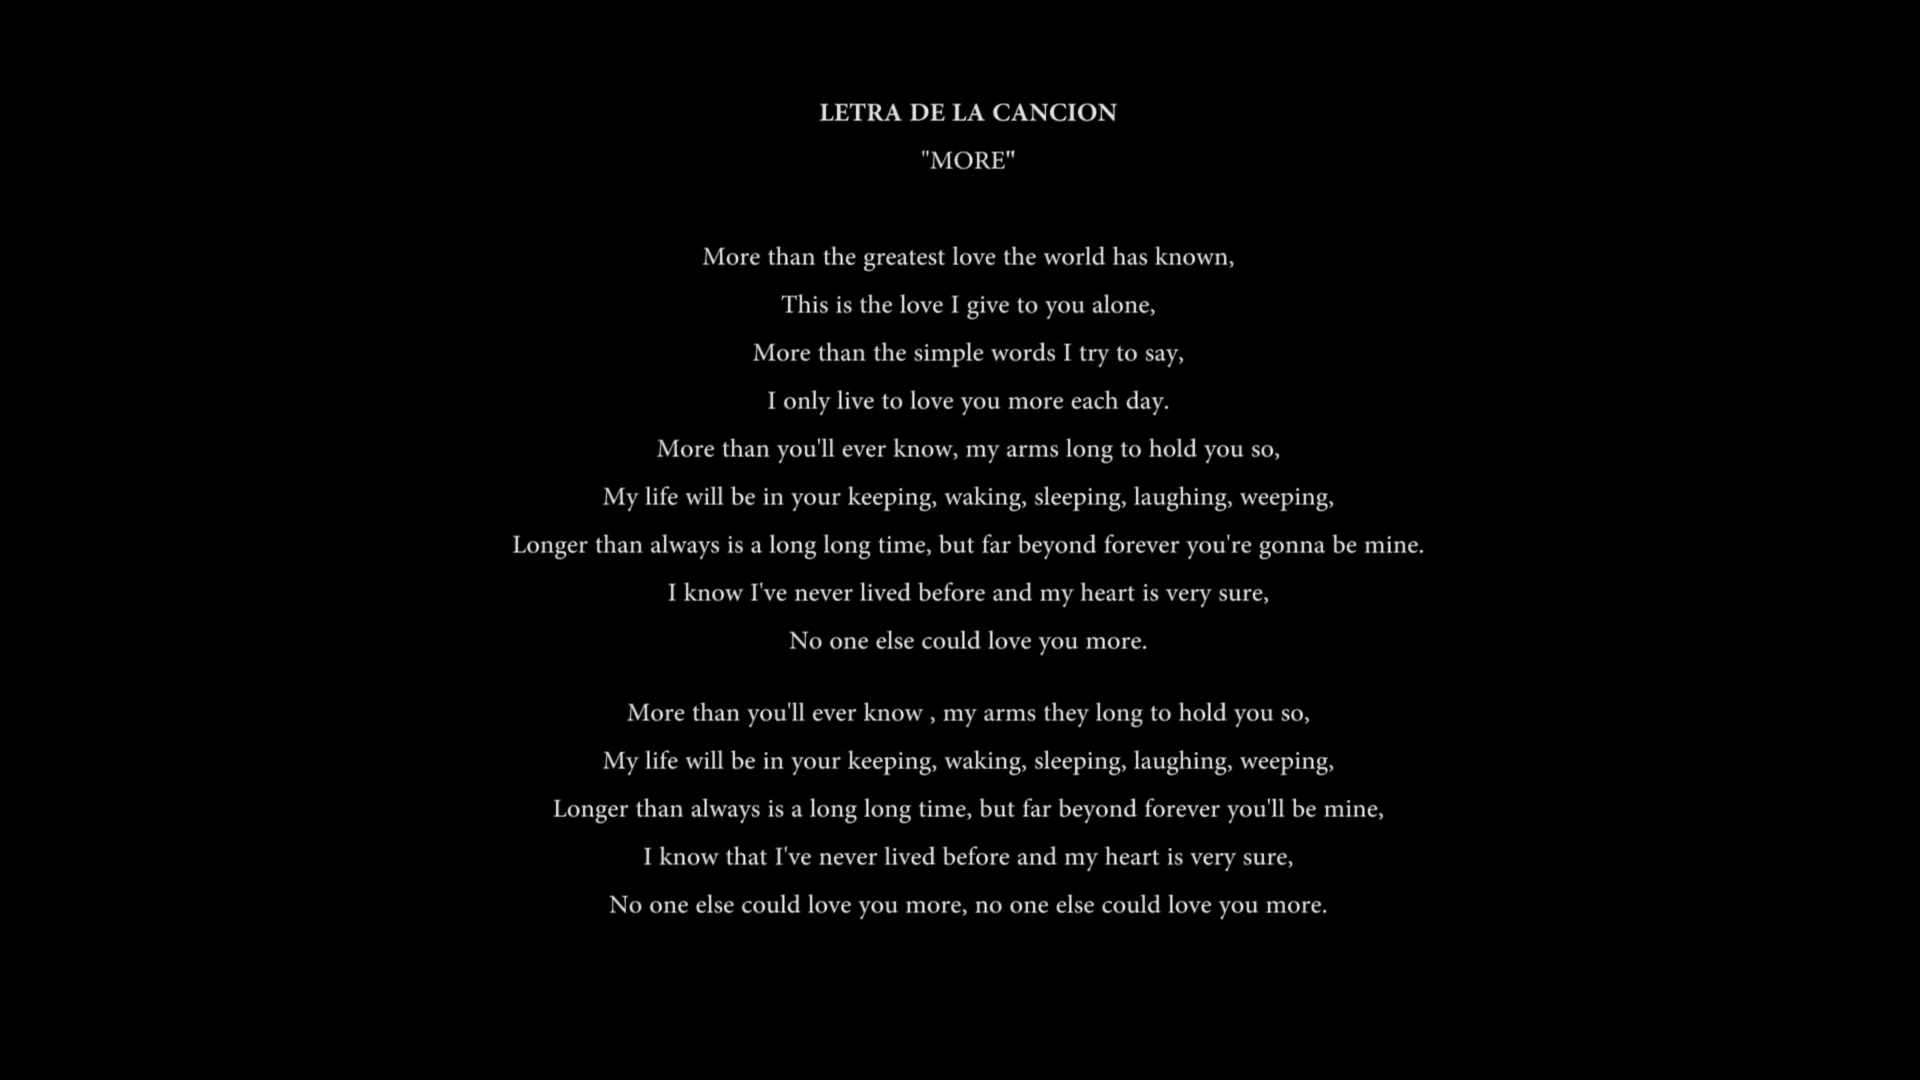 LETRA DE LA CANCION
"MORE"
More than the greatest love the world has known,
This is the love I give to you alone,
More than the simple words I try to say,
I only live to love you more each day.
More than you'll ever know, my arms long to hold you so,
My life will be in your keeping, waking, sleeping, laughing, weeping,
Longer than always is a long long time, but far beyond forever you're gonna be mine.
I know I've never lived before and my heart is very sure,
No one else could love you more.
More than you'll ever know , my arms they long to hold you so,
My life will be in your keeping, waking, sleeping, laughing, weeping,
Longer than always is a long long time, but far beyond forever you'll be mine,
I know that I've never lived before and my heart is very sure,
No one else could love you more, no one else could love you more.